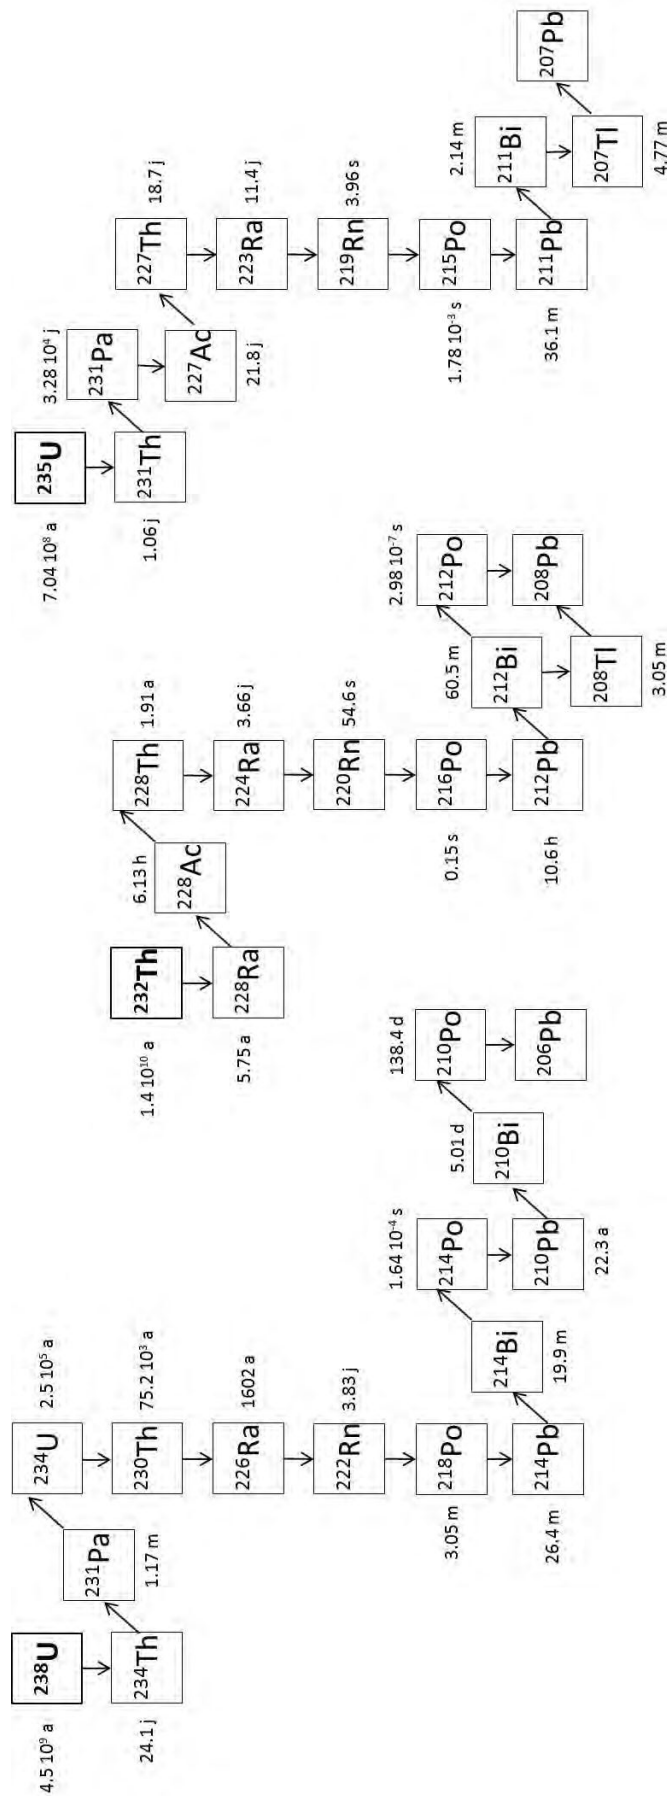 4.5 10⁹ a
²³⁸U
²³⁴Th
24.1 j
²³¹Pa
1.17 m
²³⁴U
2.5 10⁵ a
²³⁰Th
75.2 10³ a
²²⁶Ra
1602 a
²²²Rn
3.83 j
²¹⁸Po
3.05 m
²¹⁴Pb
26.4 m
²¹⁴Bi
19.9 m
²¹⁴Po
1.64 10⁻⁴ s
²¹⁰Pb
22.3 a
²¹⁰Bi
5.01 d
²¹⁰Po
138.4 d
²⁰⁶Pb
1.4 10¹⁰ a
²³²Th
²²⁸Ra
5.75 a
²²⁸Ac
6.13 h
²²⁸Th
1.91 a
²²⁴Ra
3.66 j
²²⁰Rn
54.6 s
²¹⁶Po
0.15 s
²¹²Pb
10.6 h
²¹²Bi
60.5 m
²¹²Po
2.98 10⁻⁷ s
²⁰⁸Tl
3.05 m
²⁰⁸Pb
7.04 10⁸ a
²³⁵U
²³¹Th
1.06 j
²³¹Pa
3.28 10⁴ j
²²⁷Ac
21.8 j
²²⁷Th
18.7 j
²²³Ra
11.4 j
²¹⁹Rn
3.96 s
²¹⁵Po
1.78 10⁻³ s
²¹¹Pb
36.1 m
²¹¹Bi
2.14 m
²⁰⁷Tl
4.77 m
²⁰⁷Pb